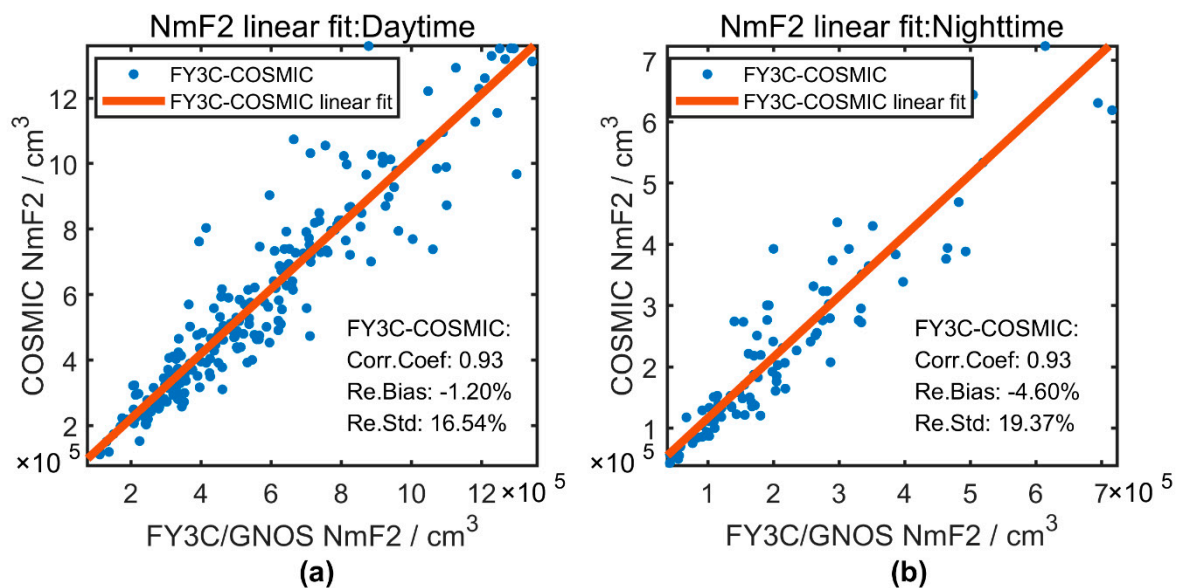 NmF2 linear fit:Daytime
FY3C-COSMIC
FY3C-COSMIC linear fit
COSMIC NmF2 / cm³
12
10
8
6
4
2
×10 5
FY3C-COSMIC:
Corr.Coef: 0.93
Re.Bias: -1.20%
Re.Std: 16.54%
2 4 6 8 10 12 ×10 5
FY3C/GNOS NmF2 / cm³
(a)
NmF2 linear fit:Nighttime
FY3C-COSMIC
FY3C-COSMIC linear fit
COSMIC NmF2 / cm³
7
6
5
4
3
2
1
×10 5
FY3C-COSMIC:
Corr.Coef: 0.93
Re.Bias: -4.60%
Re.Std: 19.37%
1 2 3 4 5 6 7 ×10 5
FY3C/GNOS NmF2 / cm³
(b)